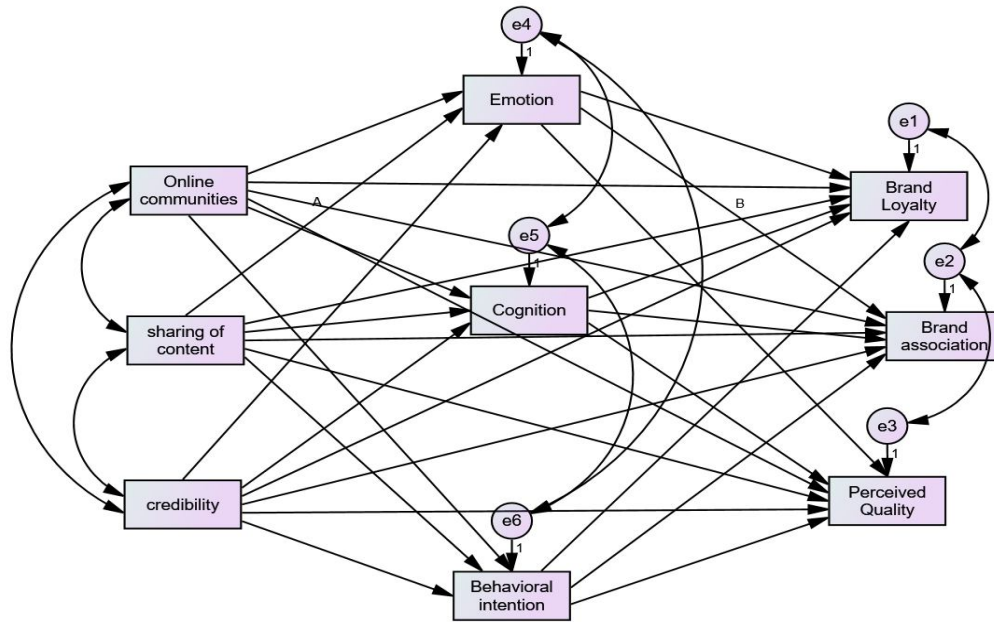 e4
1
Emotion
e1
1
Online
communities
Brand
Loyalty
A
B
e5
1
e2
1
Cognition
sharing of
content
Brand
association
e3
1
credibility
Perceived
Quality
e6
1
Behavioral
intention